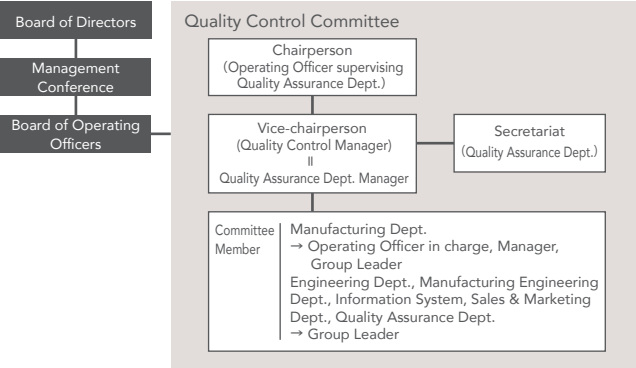 Board of Directors
Management
Conference
Board of Operating
Officers
Quality Control Committee
Chairperson
(Operating Officer supervising
Quality Assurance Dept.)
Vice-chairperson
(Quality Control Manager)
=
Quality Assurance Dept. Manager
Secretariat
(Quality Assurance Dept.)
Committee
Member
Manufacturing Dept.
→ Operating Officer in charge, Manager,
Group Leader
Engineering Dept., Manufacturing Engineering
Dept., Information System, Sales & Marketing
Dept., Quality Assurance Dept.
→ Group Leader